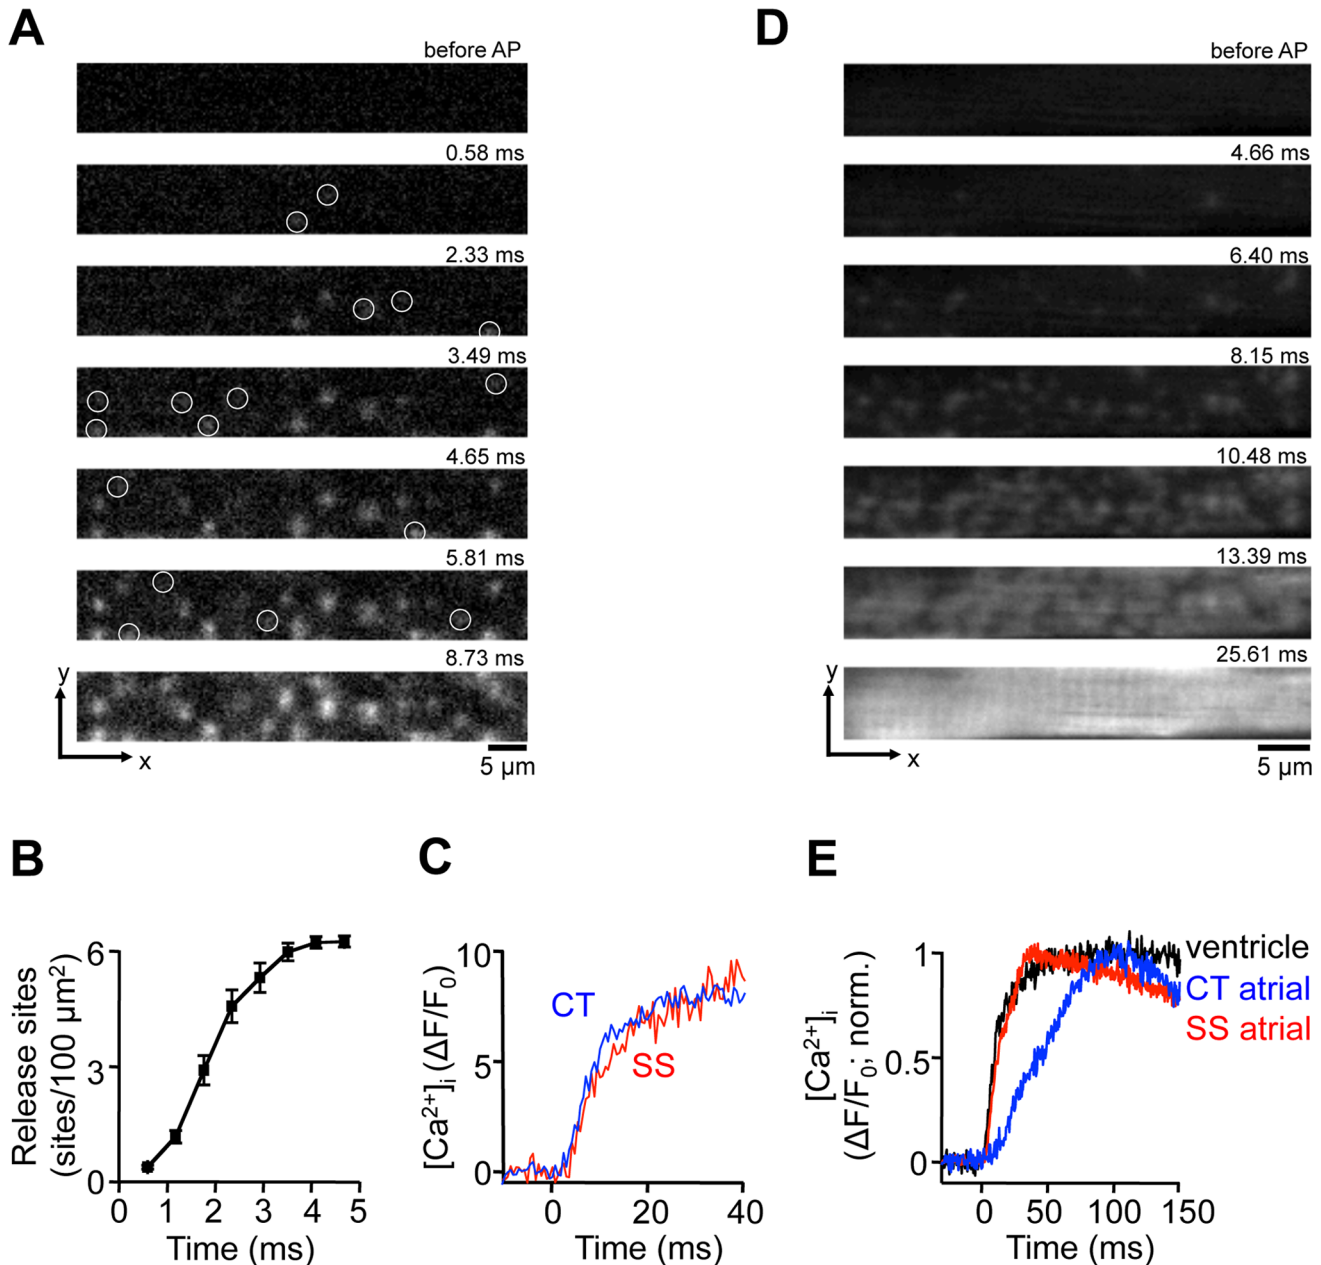 A
before AP
0.58 ms
2.33 ms
3.49 ms
4.65 ms
5.81 ms
8.73 ms
y
x
5 µm
D
before AP
4.66 ms
6.40 ms
8.15 ms
10.48 ms
13.39 ms
25.61 ms
y
x
5 µm
B
Release sites
(sites/100 µm²)
6
3
0
0 1 2 3 4 5
Time (ms)
C
[Ca²⁺]ᵢ (ΔF/F₀)
10
5
0
CT
SS
0 20 40
Time (ms)
E
[Ca²⁺]ᵢ
(ΔF/F₀; norm.)
1
0.5
0
ventricle
CT atrial
SS atrial
0 50 100 150
Time (ms)